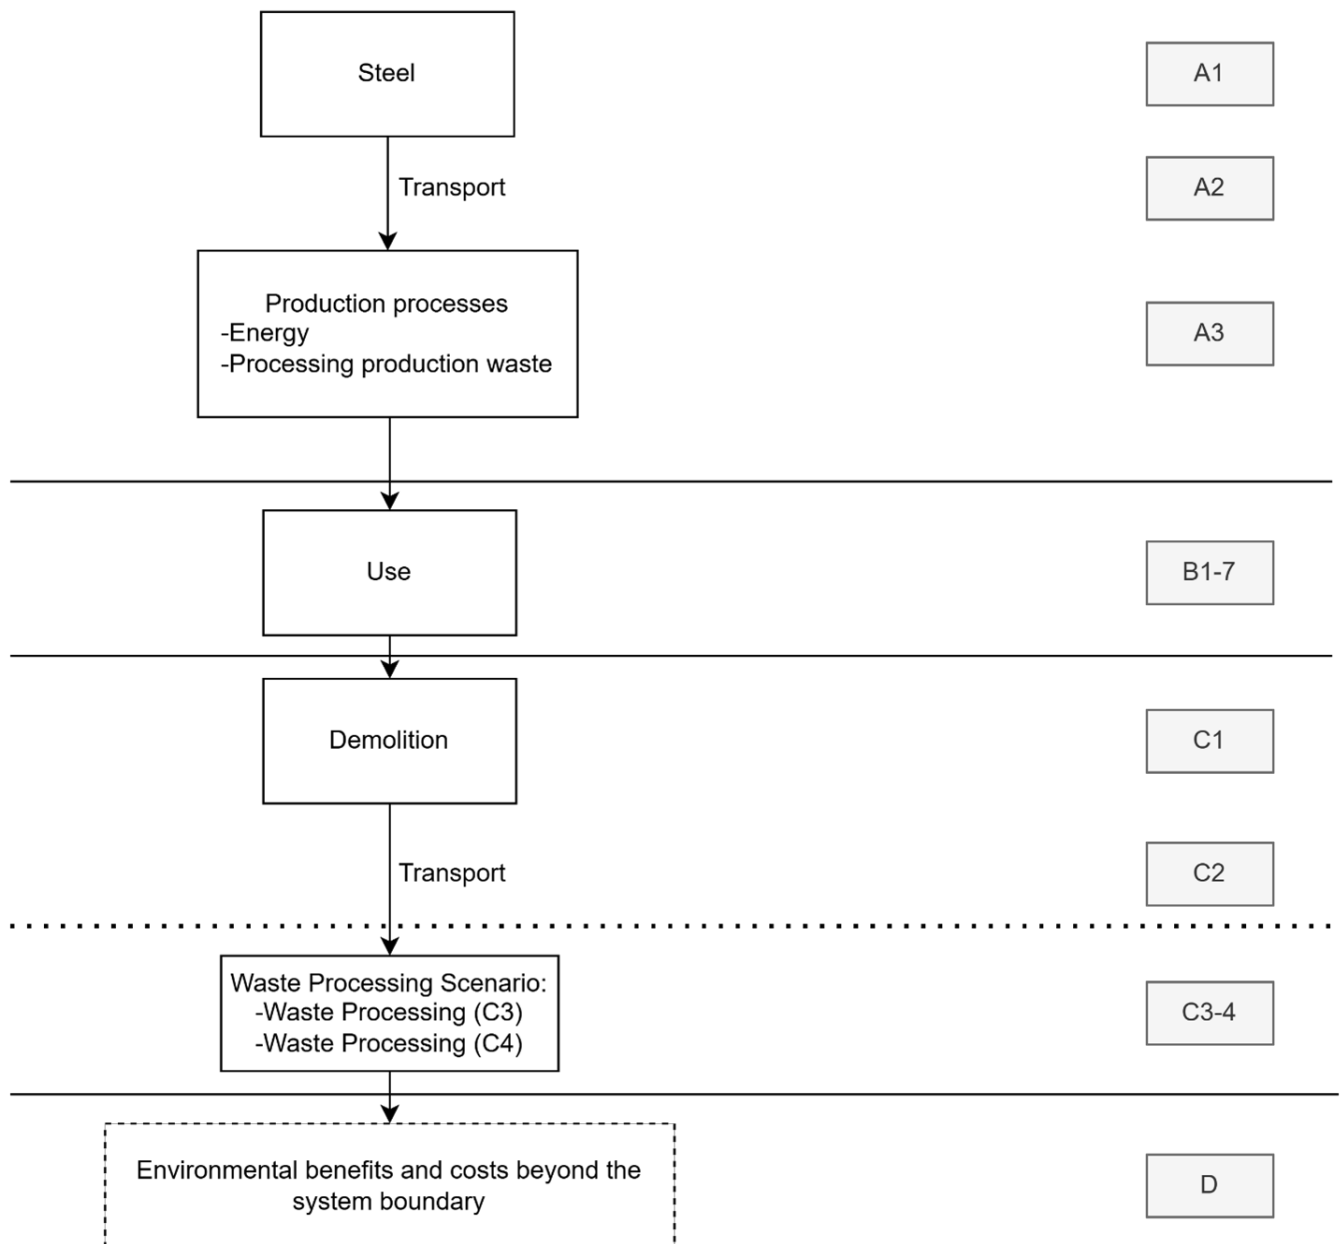 Steel
A1
Transport
A2
Production processes
-Energy
-Processing production waste
A3
Use
B1-7
Demolition
C1
Transport
C2
Waste Processing Scenario:
-Waste Processing (C3)
-Waste Processing (C4)
C3-4
Environmental benefits and costs beyond the
system boundary
D